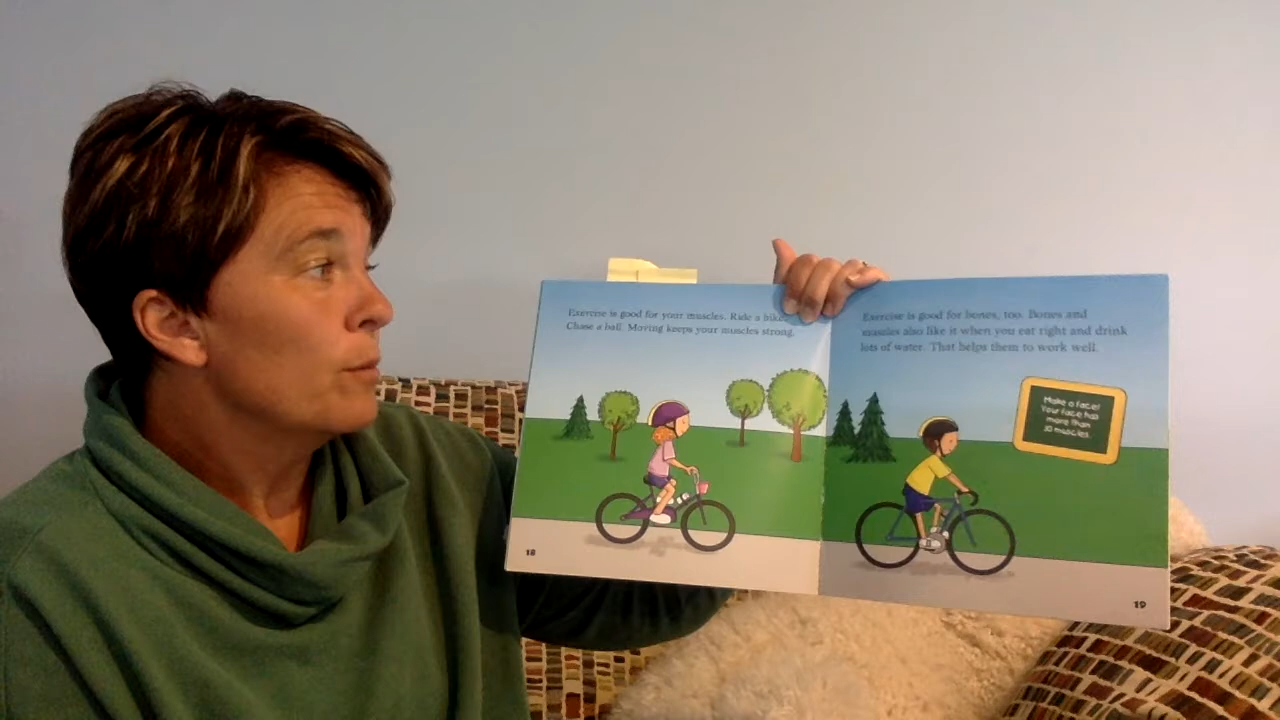 Exercise is good for your muscles. Ride a bike.
Chase a ball. Moving keeps your muscles strong.
18
Exercise is good for bones, too. Bones and
muscles also like it when you eat right and drink
lots of water. That helps them to work well.
Make a face!
Your face has
more than
30 muscles.
19